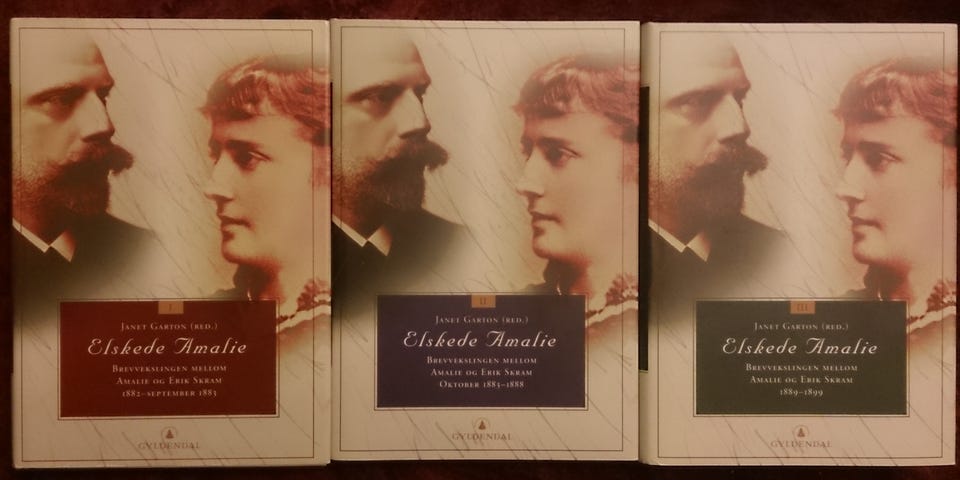 I
JANET GARTON (RED.)
Elskede Amalie
BREVVEKSLINGEN MELLOM
AMALIE OG ERIK SKRAM
1882–SEPTEMBER 1883
GYLDENDAL
II
JANET GARTON (RED.)
Elskede Amalie
BREVVEKSLINGEN MELLOM
AMALIE OG ERIK SKRAM
OKTOBER 1883–1888
GYLDENDAL
III
JANET GARTON (RED.)
Elskede Amalie
BREVVEKSLINGEN MELLOM
AMALIE OG ERIK SKRAM
1889–1899
GYLDENDAL